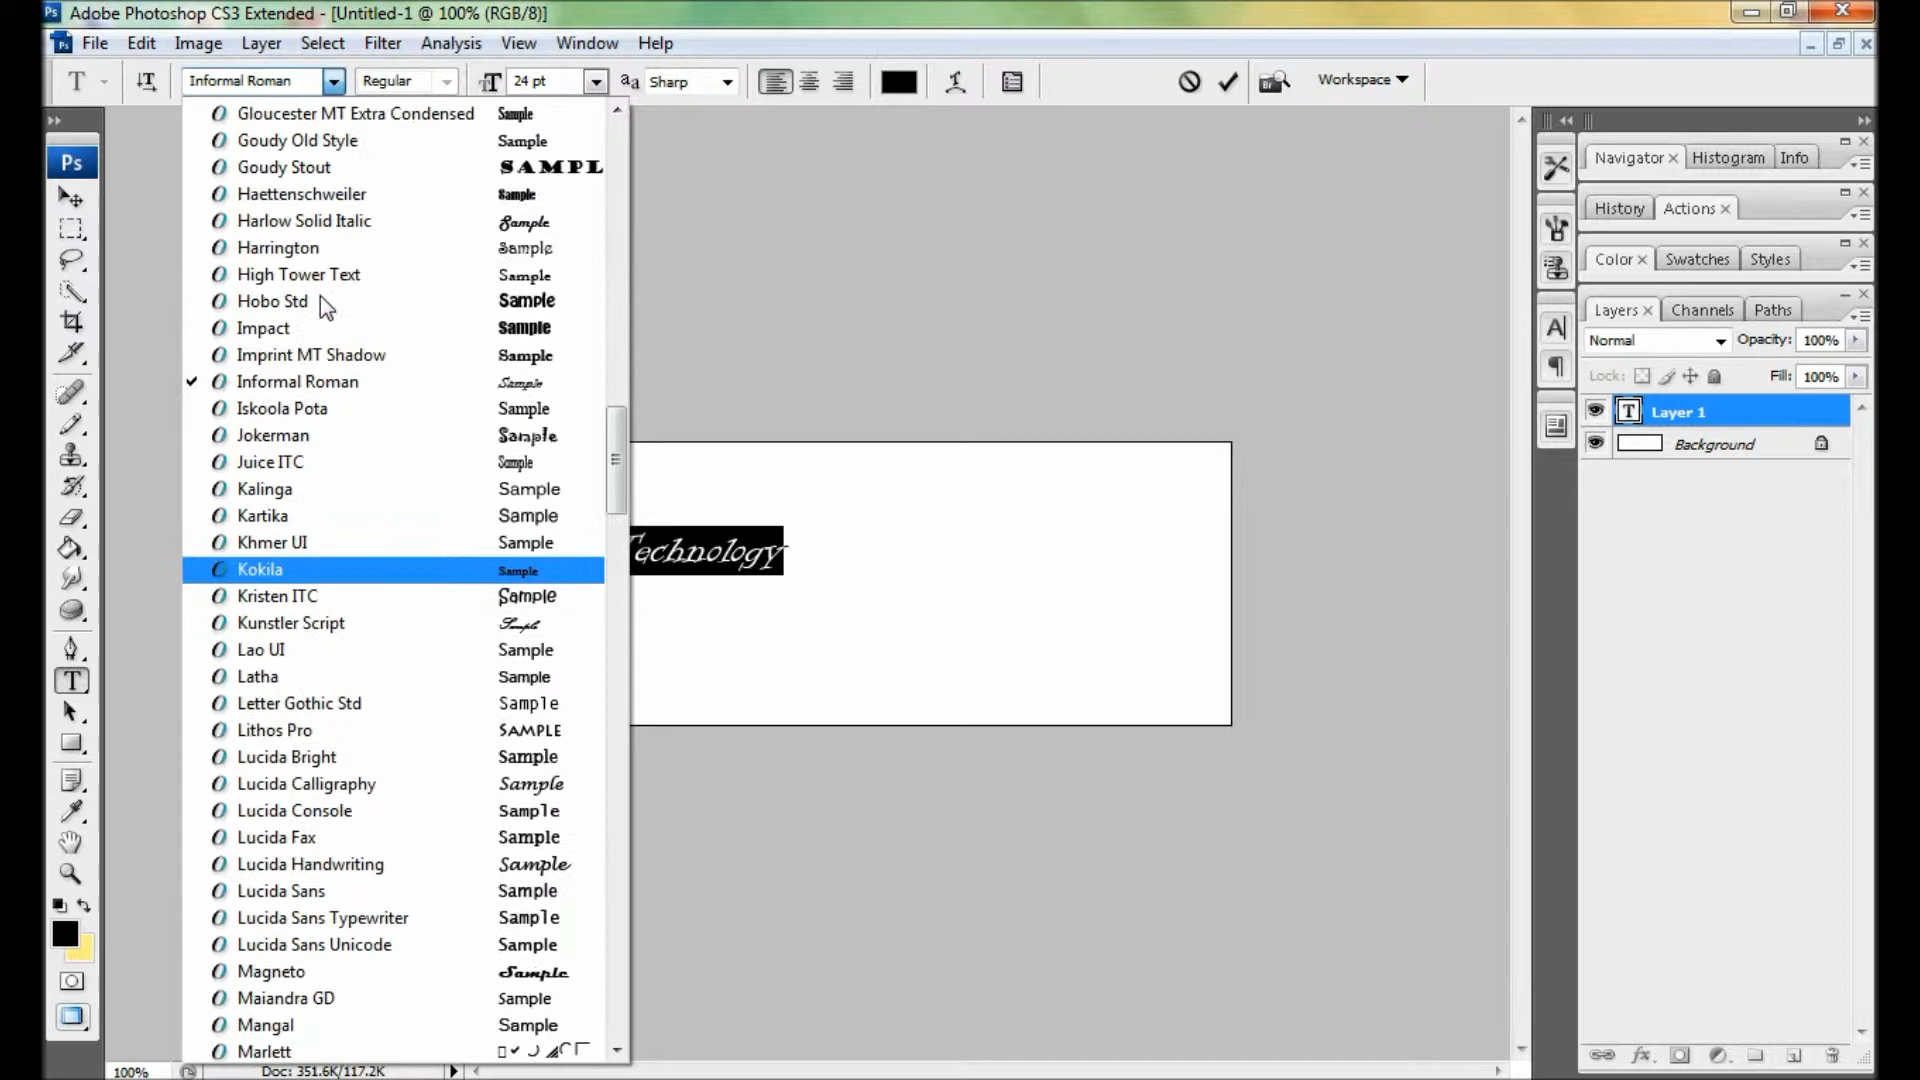 Ps Adobe Photoshop CS3 Extended - [Untitled-1 @ 100% (RGB/8)]
Ps File Edit Image Layer Select Filter Analysis View Window Help
T Informal Roman Regular 24 pt aa Sharp Br Workspace
Ps
Gloucester MT Extra Condensed Sample
Goudy Old Style Sample
Goudy Stout SAMPL
Haettenschweiler Sample
Harlow Solid Italic Sample
Harrington Sample
High Tower Text Sample
Hobo Std Sample
Impact Sample
Imprint MT Shadow Sample
Informal Roman Sample
Iskoola Pota Sample
Jokerman Sample
Juice ITC Sample
Kalinga Sample
Kartika Sample
Khmer UI Sample
Kokila Sample
Kristen ITC Sample
Kunstler Script Sample
Lao UI Sample
Latha Sample
Letter Gothic Std Sample
Lithos Pro SAMPLE
Lucida Bright Sample
Lucida Calligraphy Sample
Lucida Console Sample
Lucida Fax Sample
Lucida Handwriting Sample
Lucida Sans Sample
Lucida Sans Typewriter Sample
Lucida Sans Unicode Sample
Magneto Sample
Maiandra GD Sample
Mangal Sample
Marlett
Technology
Navigator Histogram Info
History Actions
Color Swatches Styles
Layers Channels Paths
Normal Opacity: 100%
Lock: Fill: 100%
T Layer 1
Background
100% Doc: 351.6K/117.2K